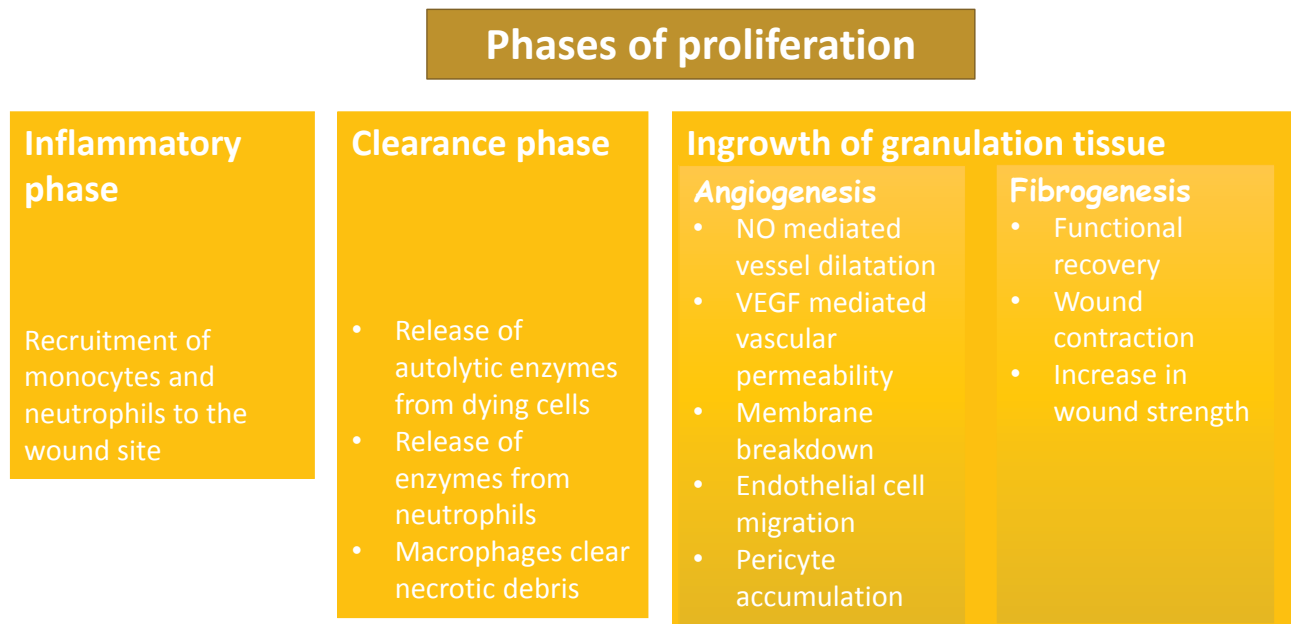 Phases of proliferation
Inflammatory
phase
Recruitment of
monocytes and
neutrophils to the
wound site
Clearance phase
• Release of
autolytic enzymes
from dying cells
• Release of
enzymes from
neutrophils
• Macrophages clear
necrotic debris
Ingrowth of granulation tissue
Angiogenesis
• NO mediated
vessel dilatation
• VEGF mediated
vascular
permeability
• Membrane
breakdown
• Endothelial cell
migration
• Pericyte
accumulation
Fibrogenesis
• Functional
recovery
• Wound
contraction
• Increase in
wound strength